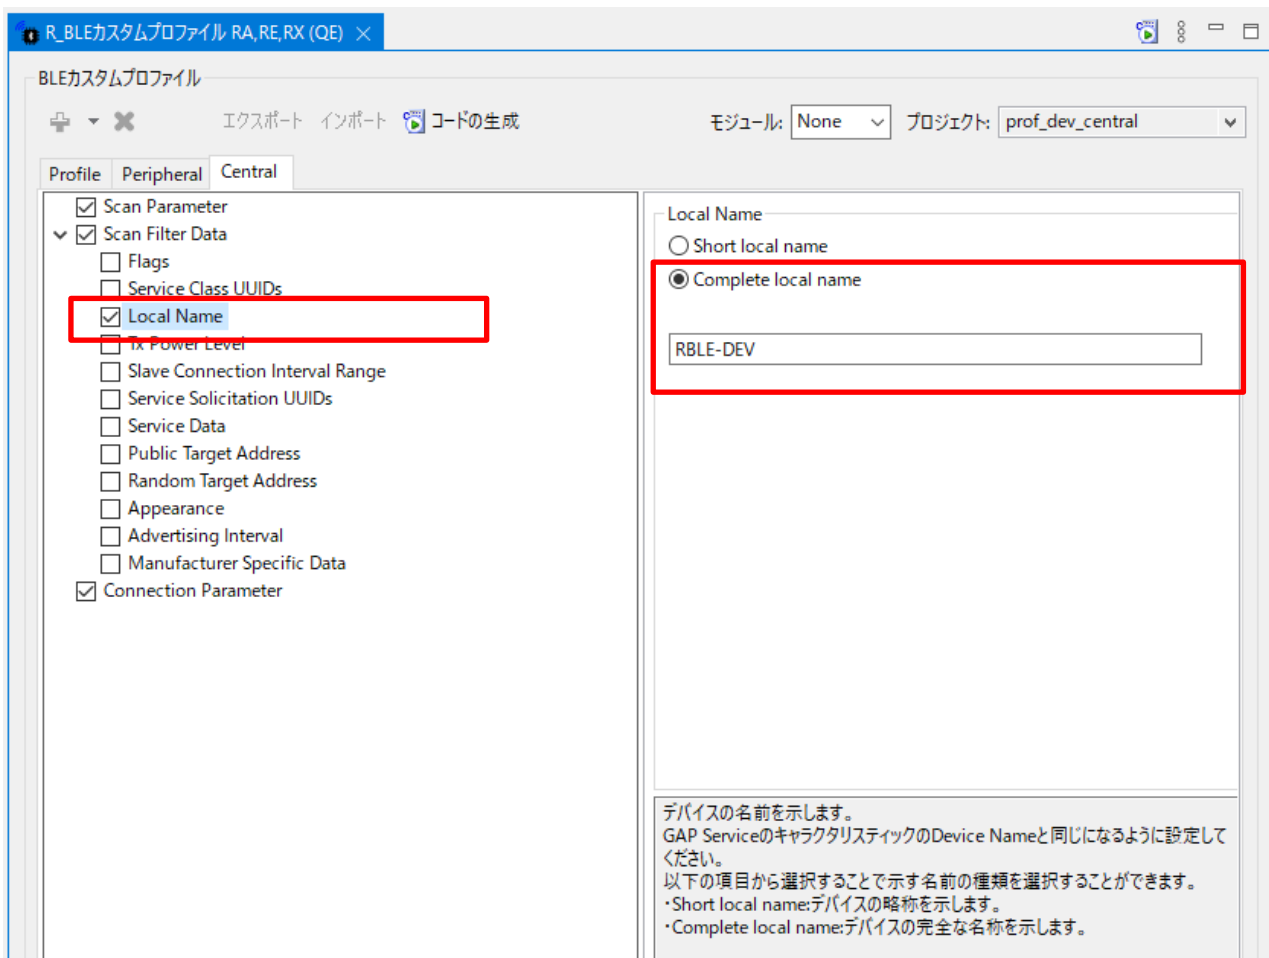 R_BLEカスタムプロファイル RA,RE,RX (QE)
BLEカスタムプロファイル
エクスポート インポート コードの生成 モジュール: None プロジェクト: prof_dev_central
Profile Peripheral Central
Scan Parameter
Scan Filter Data
Flags
Service Class UUIDs
Local Name
Tx Power Level
Slave Connection Interval Range
Service Solicitation UUIDs
Service Data
Public Target Address
Random Target Address
Appearance
Advertising Interval
Manufacturer Specific Data
Connection Parameter
Local Name
Short local name
Complete local name
RBLE-DEV
デバイスの名前を示します。
GAP ServiceのキャラクタリスティックのDevice Nameと同じになるように設定して
ください。
以下の項目から選択することで示す名前の種類を選択することができます。
・Short local name:デバイスの略称を示します。
・Complete local name:デバイスの完全な名称を示します。